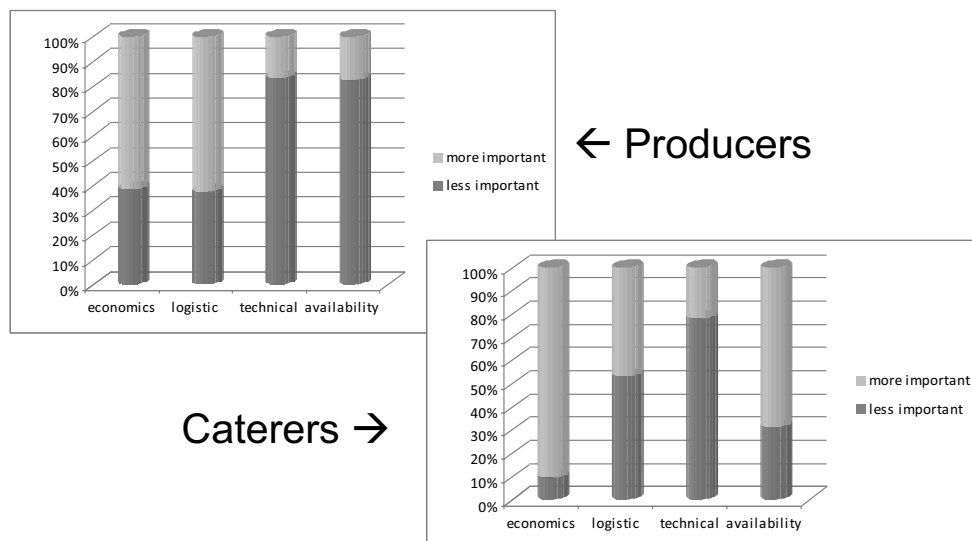 100%
90%
80%
70%
60%
50%
40%
30%
20%
10%
0%
economics logistic technical availability
more important
less important
← Producers
100%
90%
80%
70%
60%
50%
40%
30%
20%
10%
0%
economics logistic technical availability
more important
less important
Caterers →